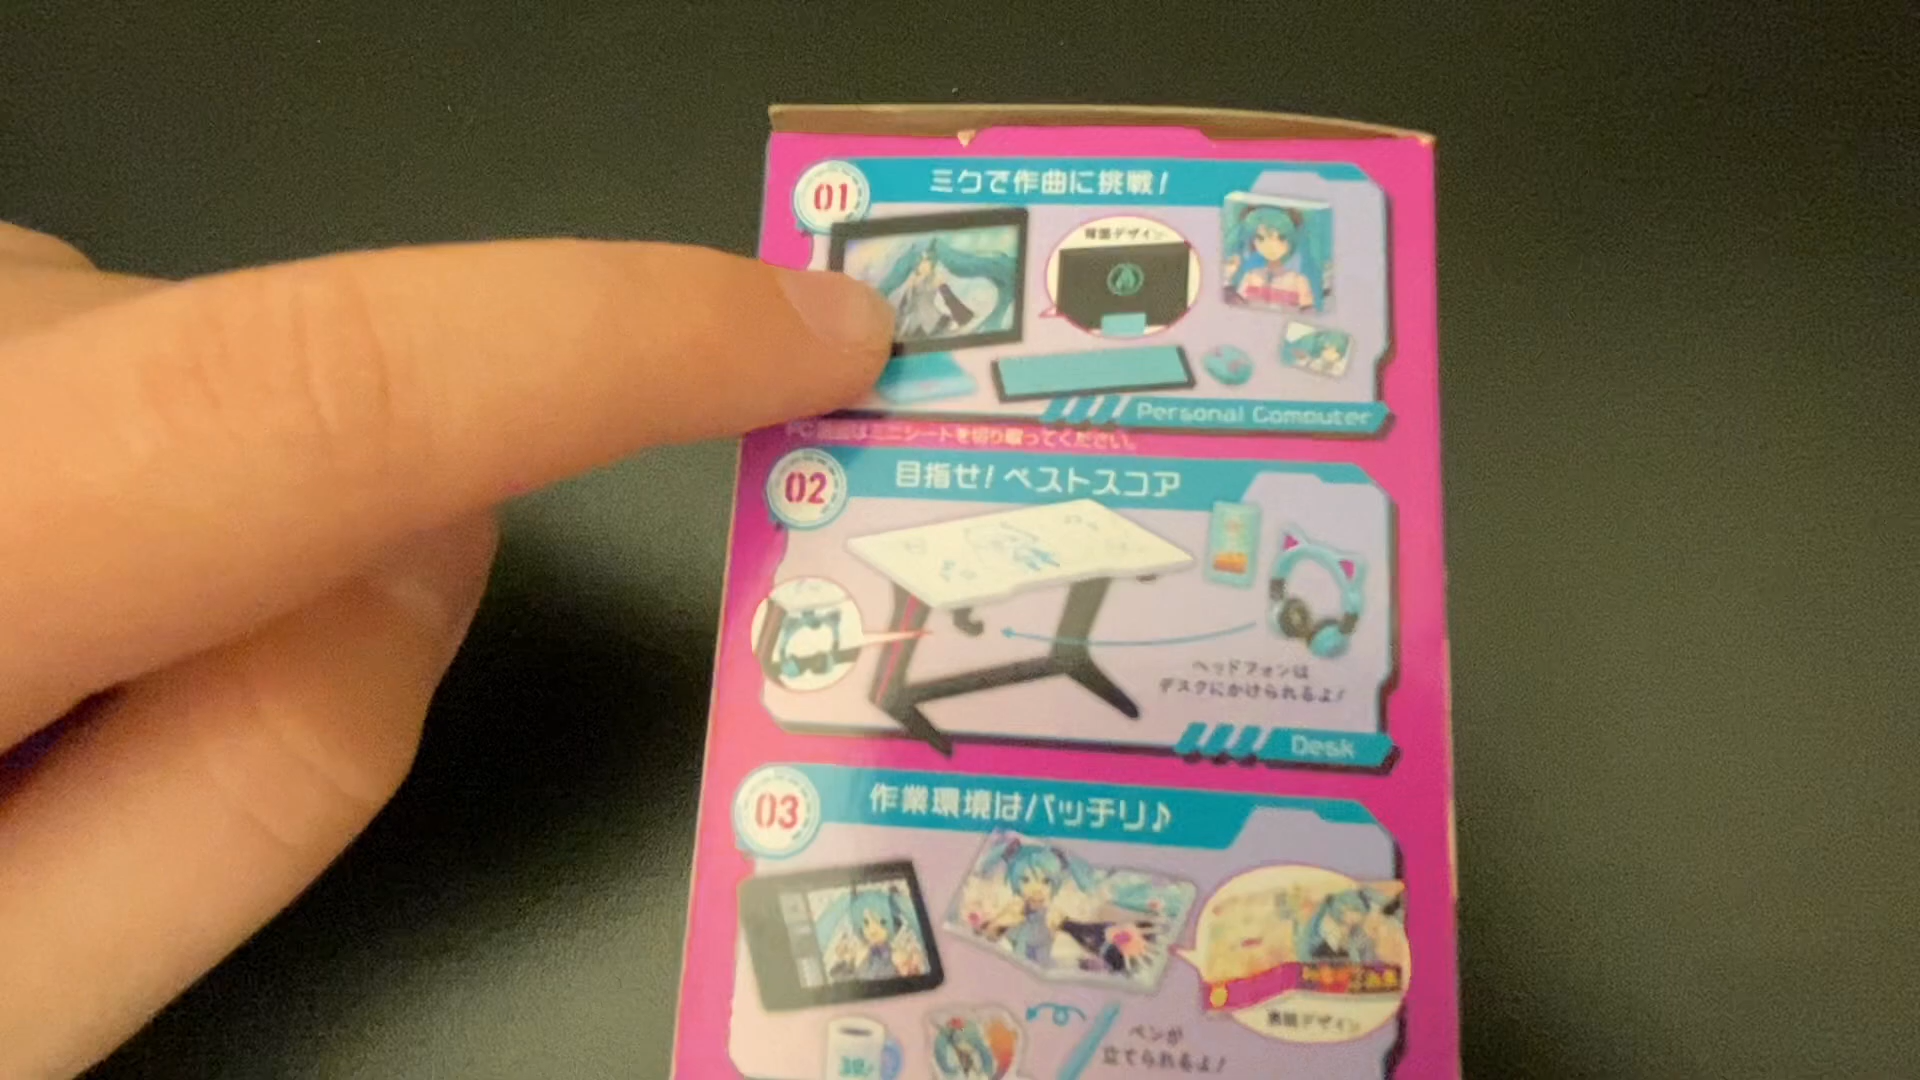 01
ミクで作曲に挑戦!
背面デザイン
Personal Computer
PC画面はミニシートを切り取ってください。
02
目指せ!ベストスコア
ヘッドフォンは
デスクにかけられるよ!
Desk
03
作業環境はバッチリ♪
裏面デザイン
ペンが
立てられるよ!
39!